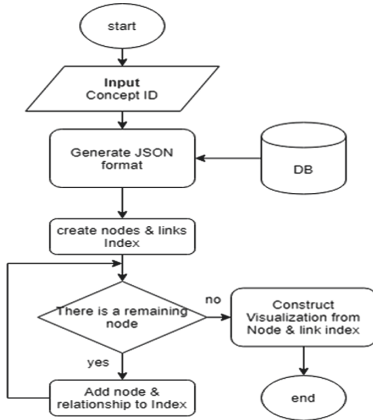 start
Input
Concept ID
Generate JSON
format
DB
create nodes & links
Index
There is a remaining
node
no
Construct
Visualization from
Node & link index
yes
Add node &
relationship to Index
end